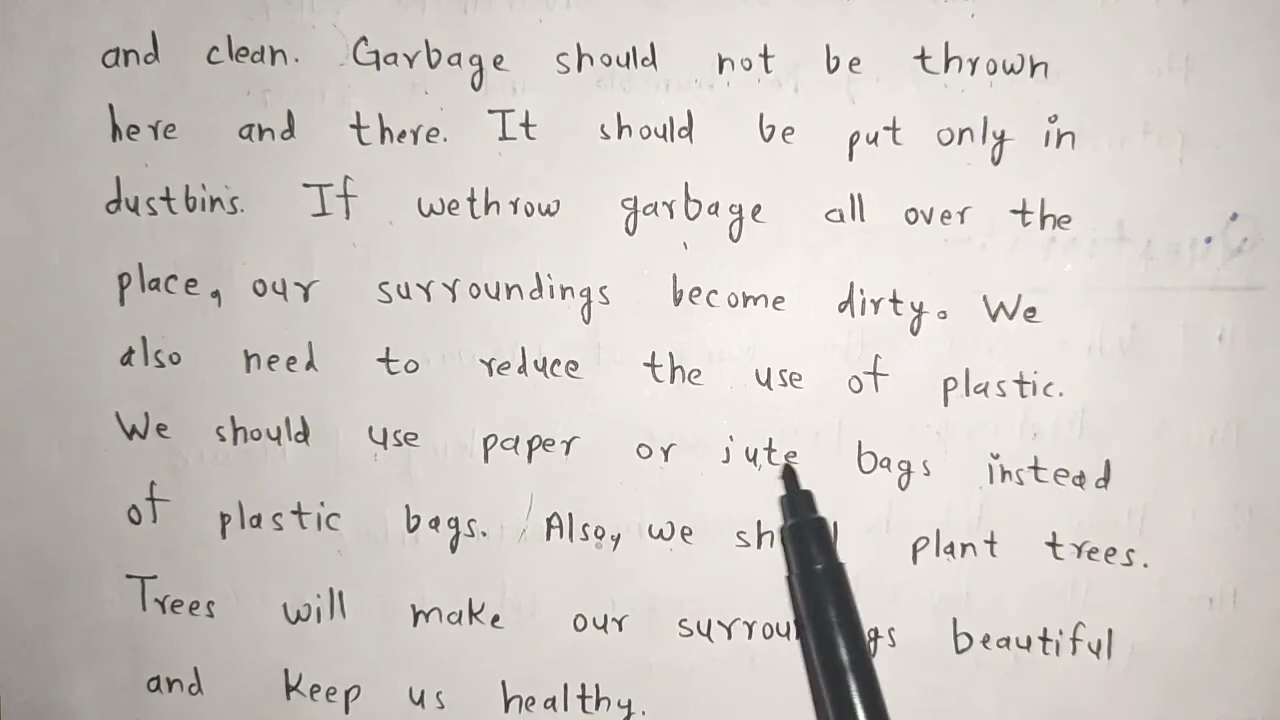 and clean. Garbage should not be thrown
here and there. It should be put only in
dustbins. If wethrow garbage all over the
place, our surroundings become dirty. We
also need to reduce the use of plastic.
We should use paper or jute bags instead
of plastic bags. Also, we plant trees.
Trees will make our beautiful
and keep us healthy.